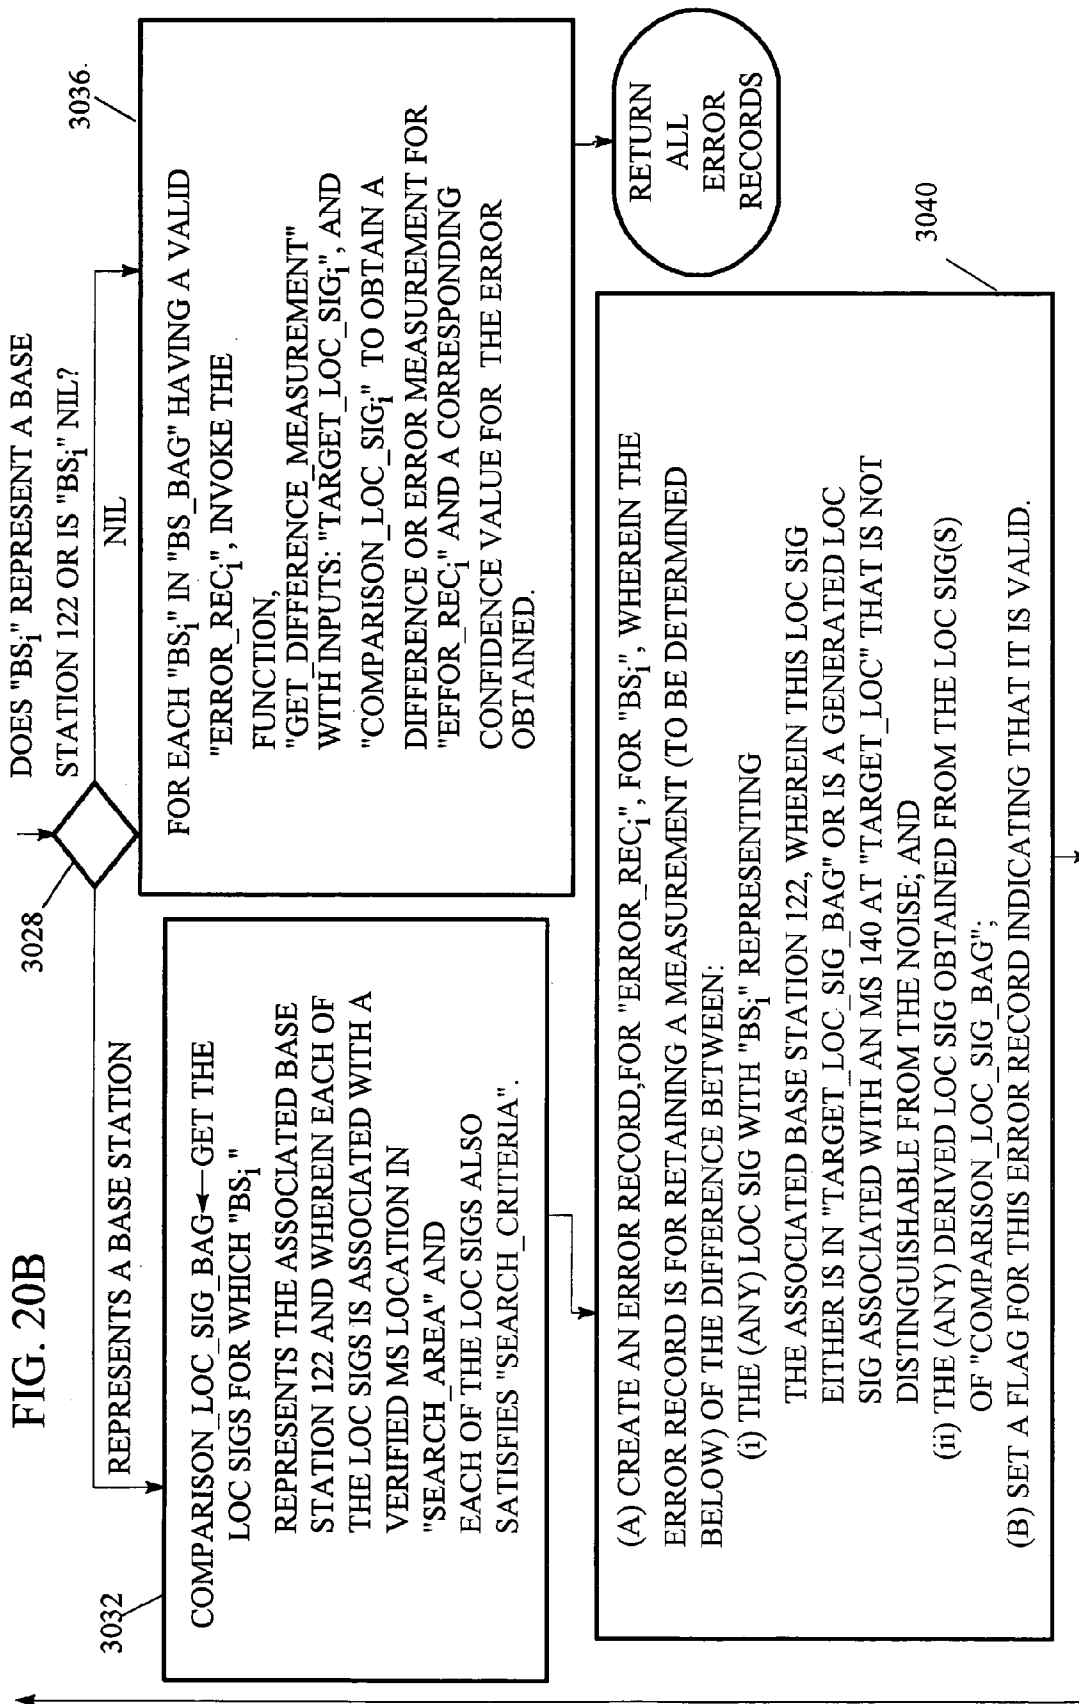 FIG. 20B
DOES "BSi" REPRESENT A BASE
STATION 122 OR IS "BSi" NIL?
3028
REPRESENTS A BASE STATION
NIL
3032
COMPARISON_LOC_SIG_BAG←GET THE
LOC SIGS FOR WHICH "BSi"
REPRESENTS THE ASSOCIATED BASE
STATION 122 AND WHEREIN EACH OF
THE LOC SIGS IS ASSOCIATED WITH A
VERIFIED MS LOCATION IN
"SEARCH_AREA" AND
EACH OF THE LOC SIGS ALSO
SATISFIES "SEARCH_CRITERIA".
3036
FOR EACH "BSi" IN "BS_BAG" HAVING A VALID
"ERROR_RECi", INVOKE THE
FUNCTION,
"GET_DIFFERENCE_MEASUREMENT"
WITH INPUTS: "TARGET_LOC_SIGi", AND
"COMPARISON_LOC_SIGi" TO OBTAIN A
DIFFERENCE OR ERROR MEASUREMENT FOR
"EFFOR_RECi" AND A CORRESPONDING
CONFIDENCE VALUE FOR THE ERROR
OBTAINED.
RETURN
ALL
ERROR
RECORDS
3040
(A) CREATE AN ERROR RECORD,FOR "ERROR_RECi", FOR "BSi", WHEREIN THE
ERROR RECORD IS FOR RETAINING A MEASUREMENT (TO BE DETERMINED
BELOW) OF THE DIFFERENCE BETWEEN:
(i) THE (ANY) LOC SIG WITH "BSi" REPRESENTING
THE ASSOCIATED BASE STATION 122, WHEREIN THIS LOC SIG
EITHER IS IN "TARGET_LOC_SIG_BAG" OR IS A GENERATED LOC
SIG ASSOCIATED WITH AN MS 140 AT "TARGET_LOC" THAT IS NOT
DISTINGUISHABLE FROM THE NOISE; AND
(ii) THE (ANY) DERIVED LOC SIG OBTAINED FROM THE LOC SIG(S)
OF "COMPARISON_LOC_SIG_BAG";
(B) SET A FLAG FOR THIS ERROR RECORD INDICATING THAT IT IS VALID.